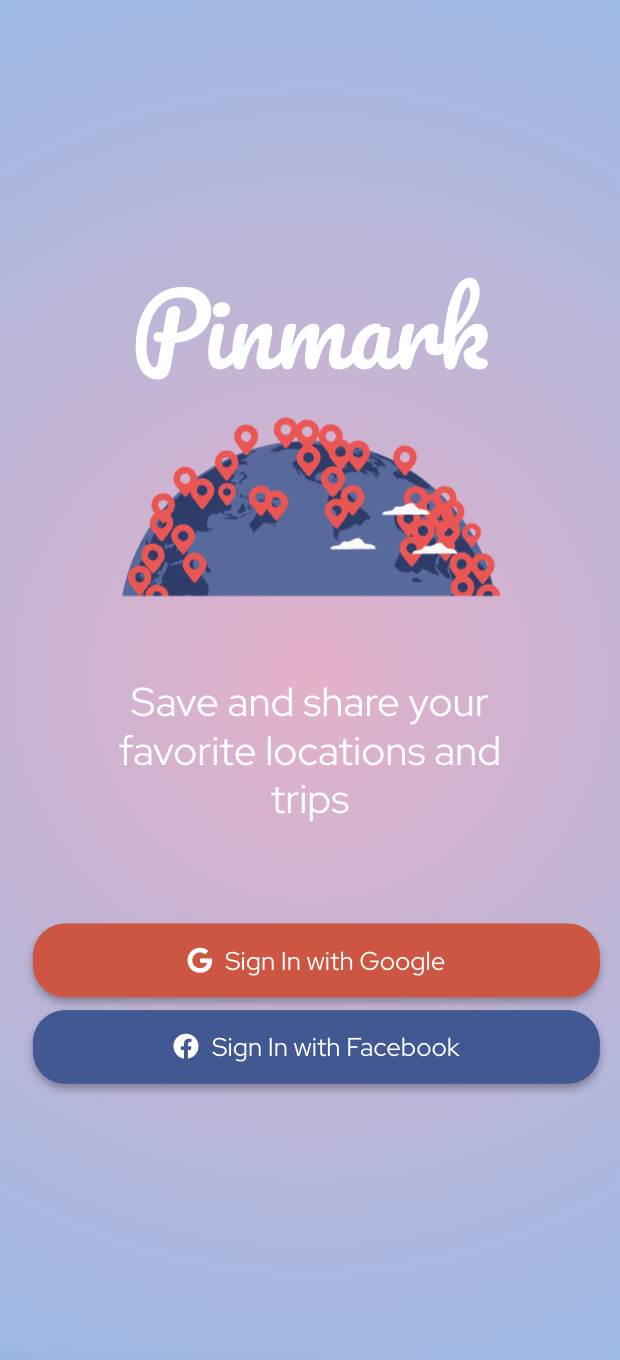 Pinmark
Save and share your
favorite locations and
trips
Sign In with Google
Sign In with Facebook